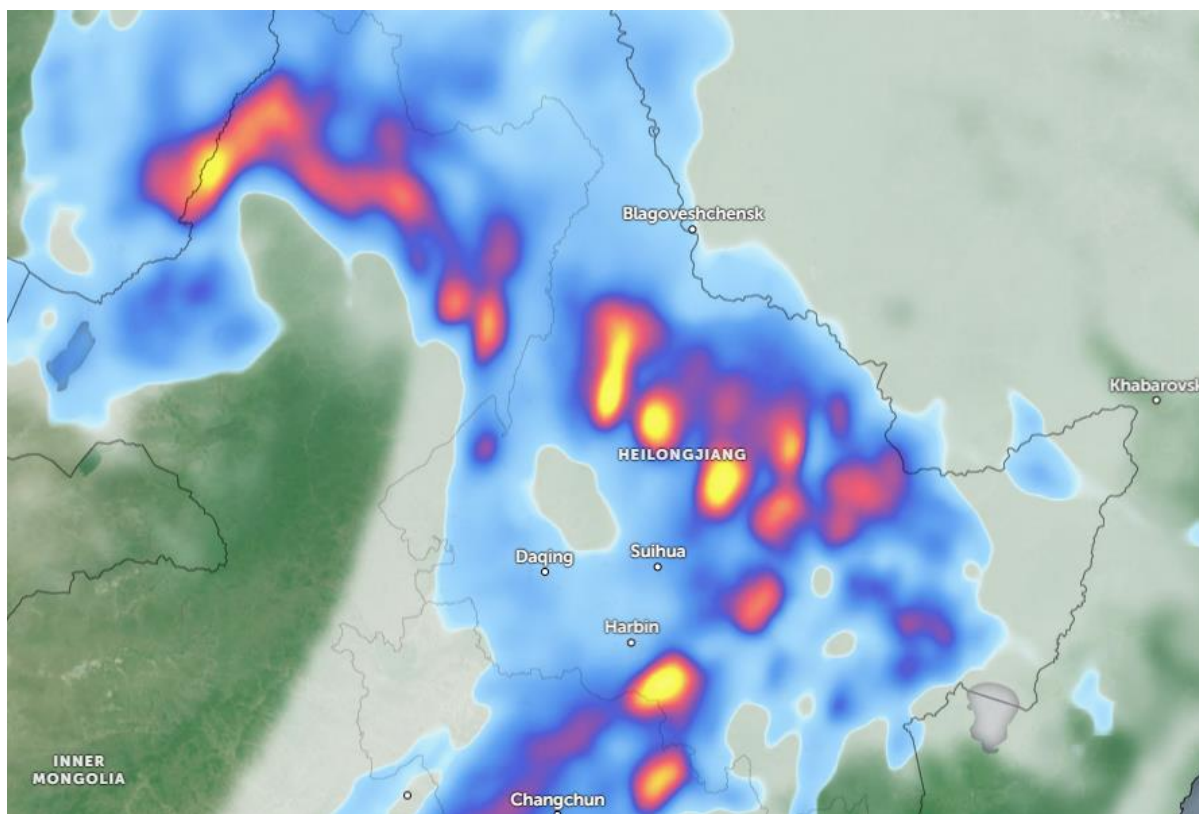 Blagoveshchensk
Khabarovsk
HEILONGJIANG
Daqing
Suihua
Harbin
INNER
MONGOLIA
Changchun